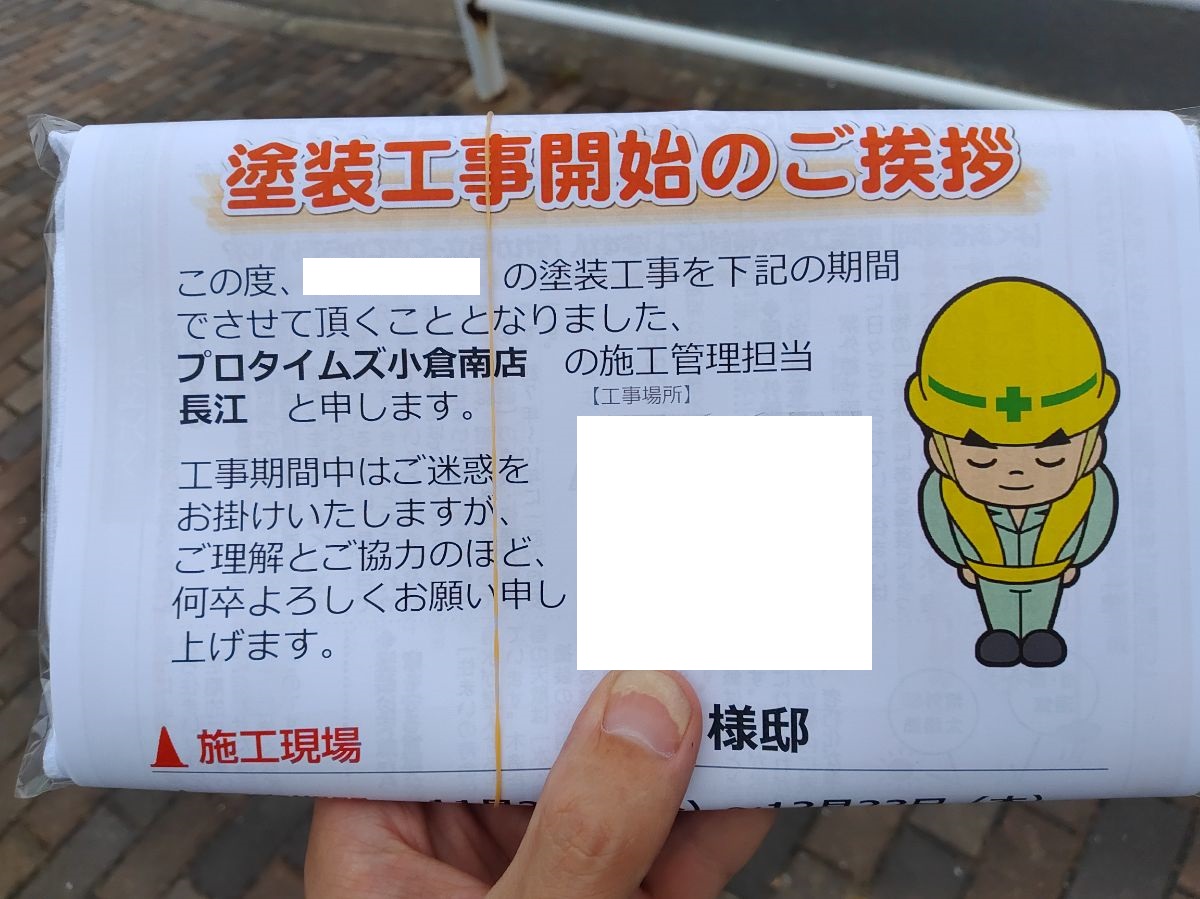 塗装工事開始のご挨拶
この度、 の塗装工事を下記の期間
でさせて頂くこととなりました、
プロタイムズ小倉南店 の施工管理担当
長江 と申します。
【工事場所】
工事期間中はご迷惑を
お掛けいたしますが、
ご理解とご協力のほど、
何卒よろしくお願い申し
上げます。
様邸
施工現場